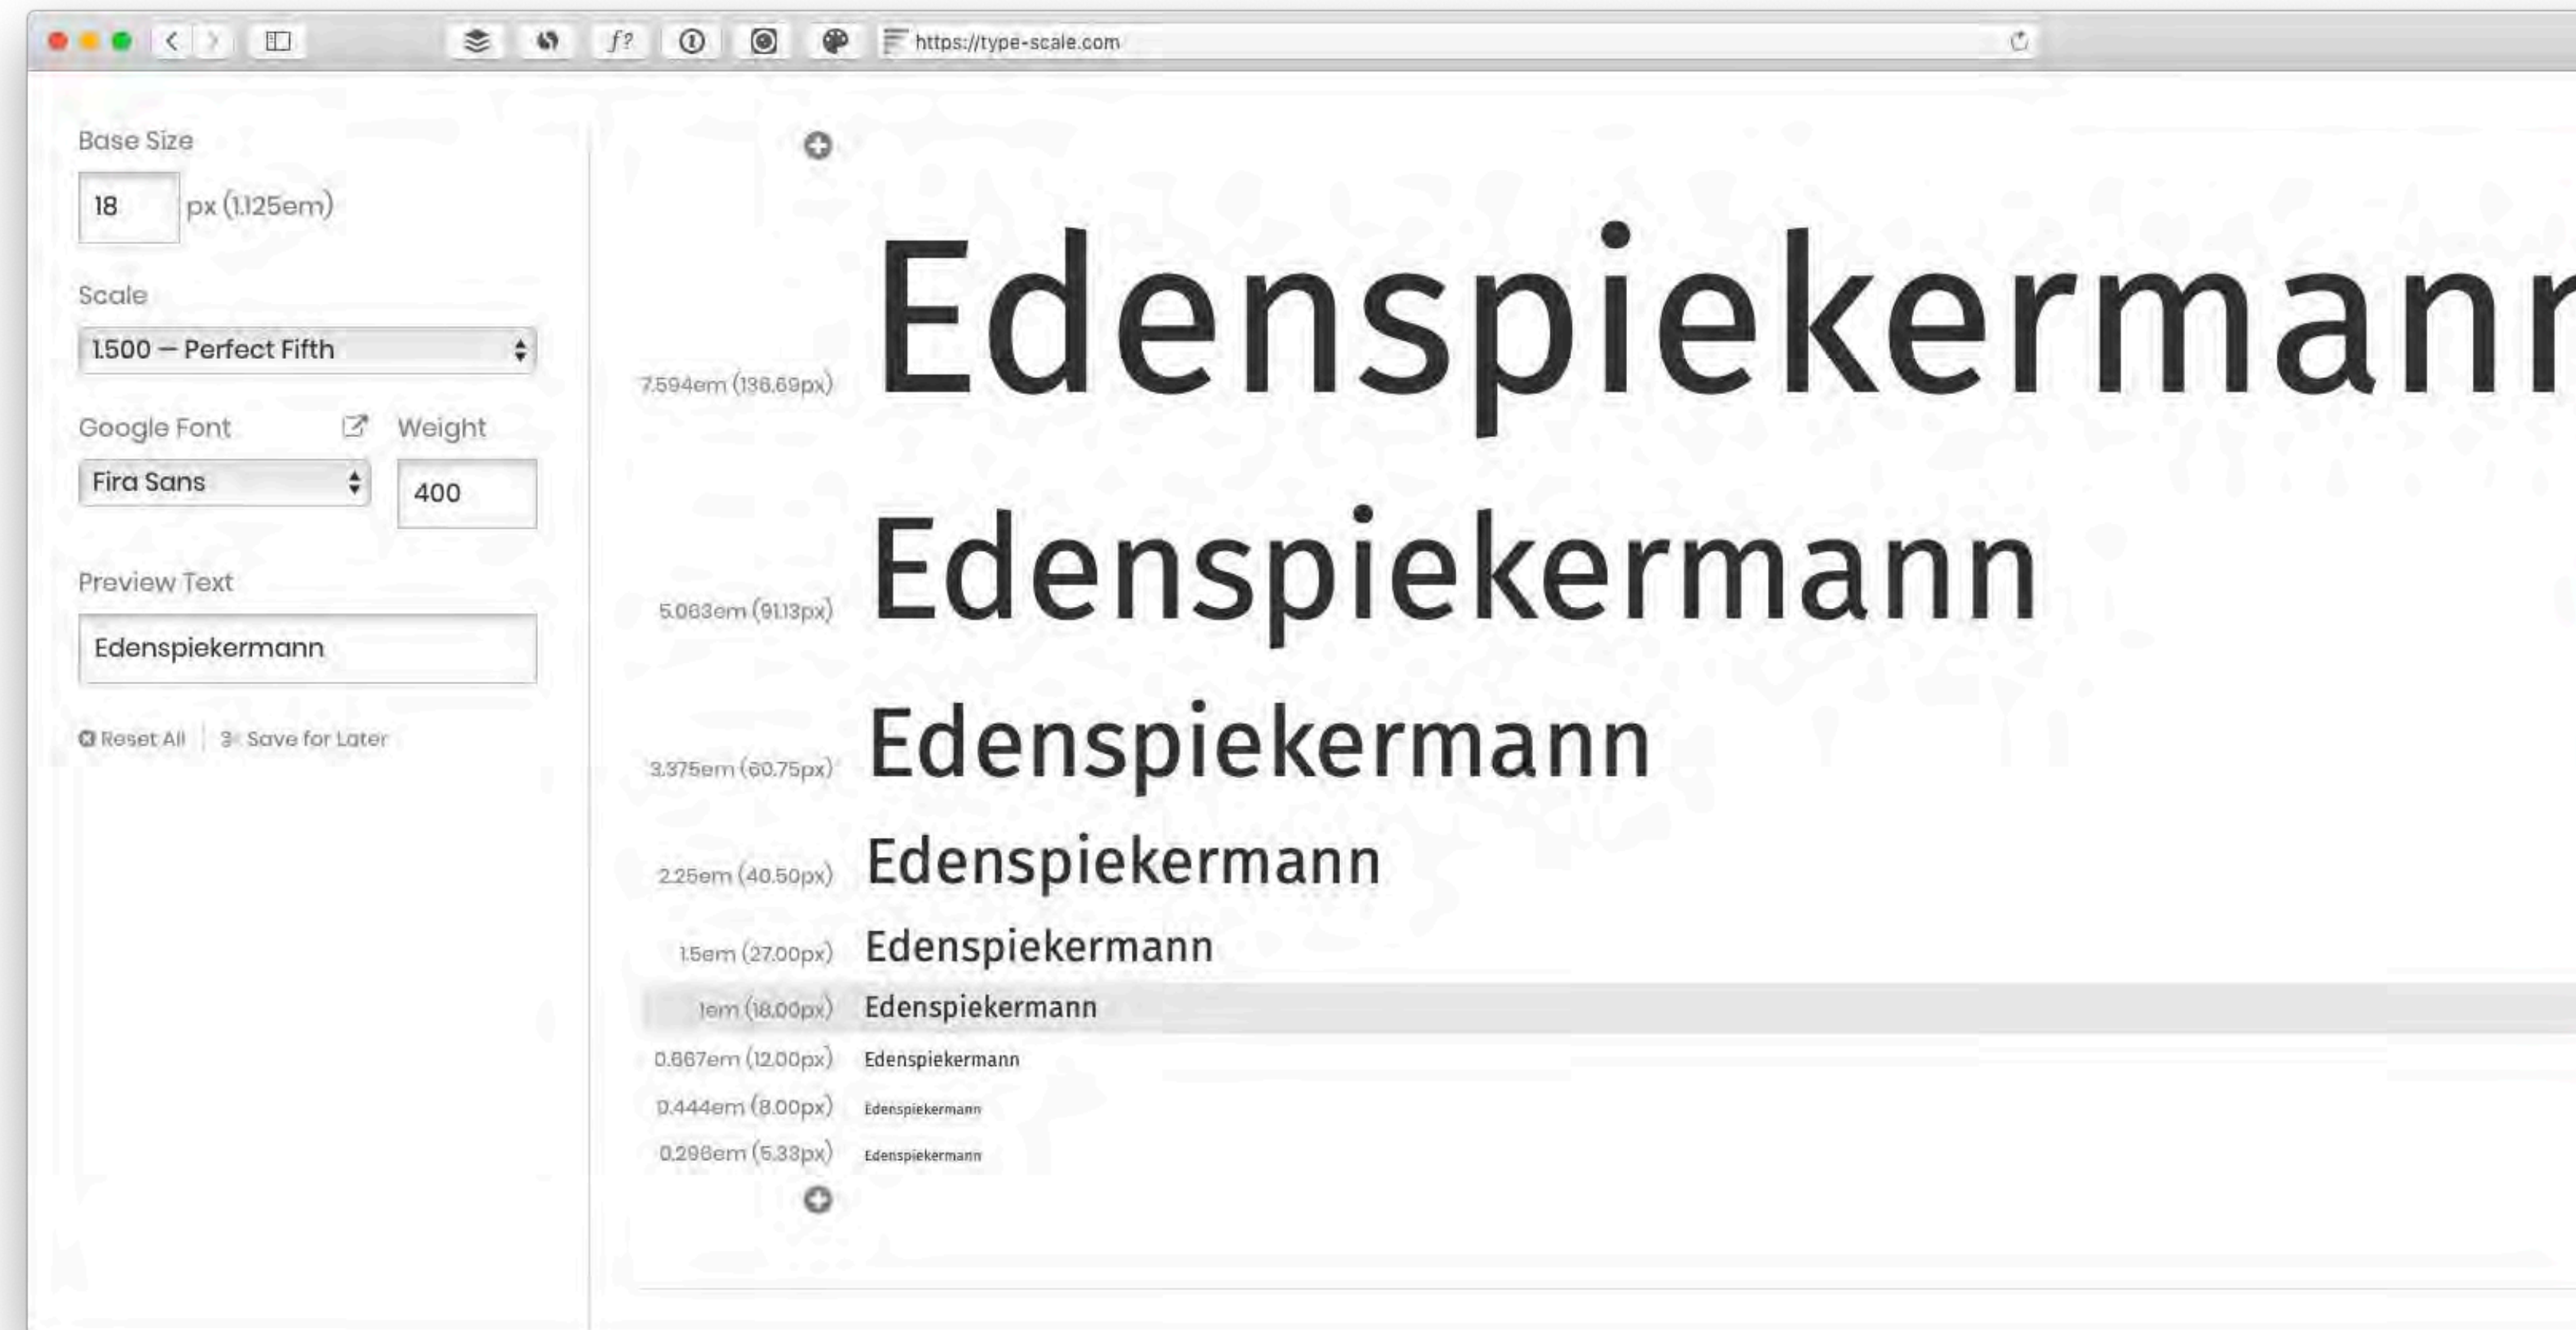 f?
https://type-scale.com
Base Size
18 px (1.125em)
Scale
1.500 — Perfect Fifth
Google Font Weight
Fira Sans 400
Preview Text
Edenspiekermann
Reset All Save for Later
7.594em (136.69px) Edenspiekermann
5.063em (91.13px) Edenspiekermann
3.375em (60.75px) Edenspiekermann
2.25em (40.50px) Edenspiekermann
1.5em (27.00px) Edenspiekermann
1em (18.00px) Edenspiekermann
0.667em (12.00px) Edenspiekermann
0.444em (8.00px) Edenspiekermann
0.296em (5.33px) Edenspiekermann